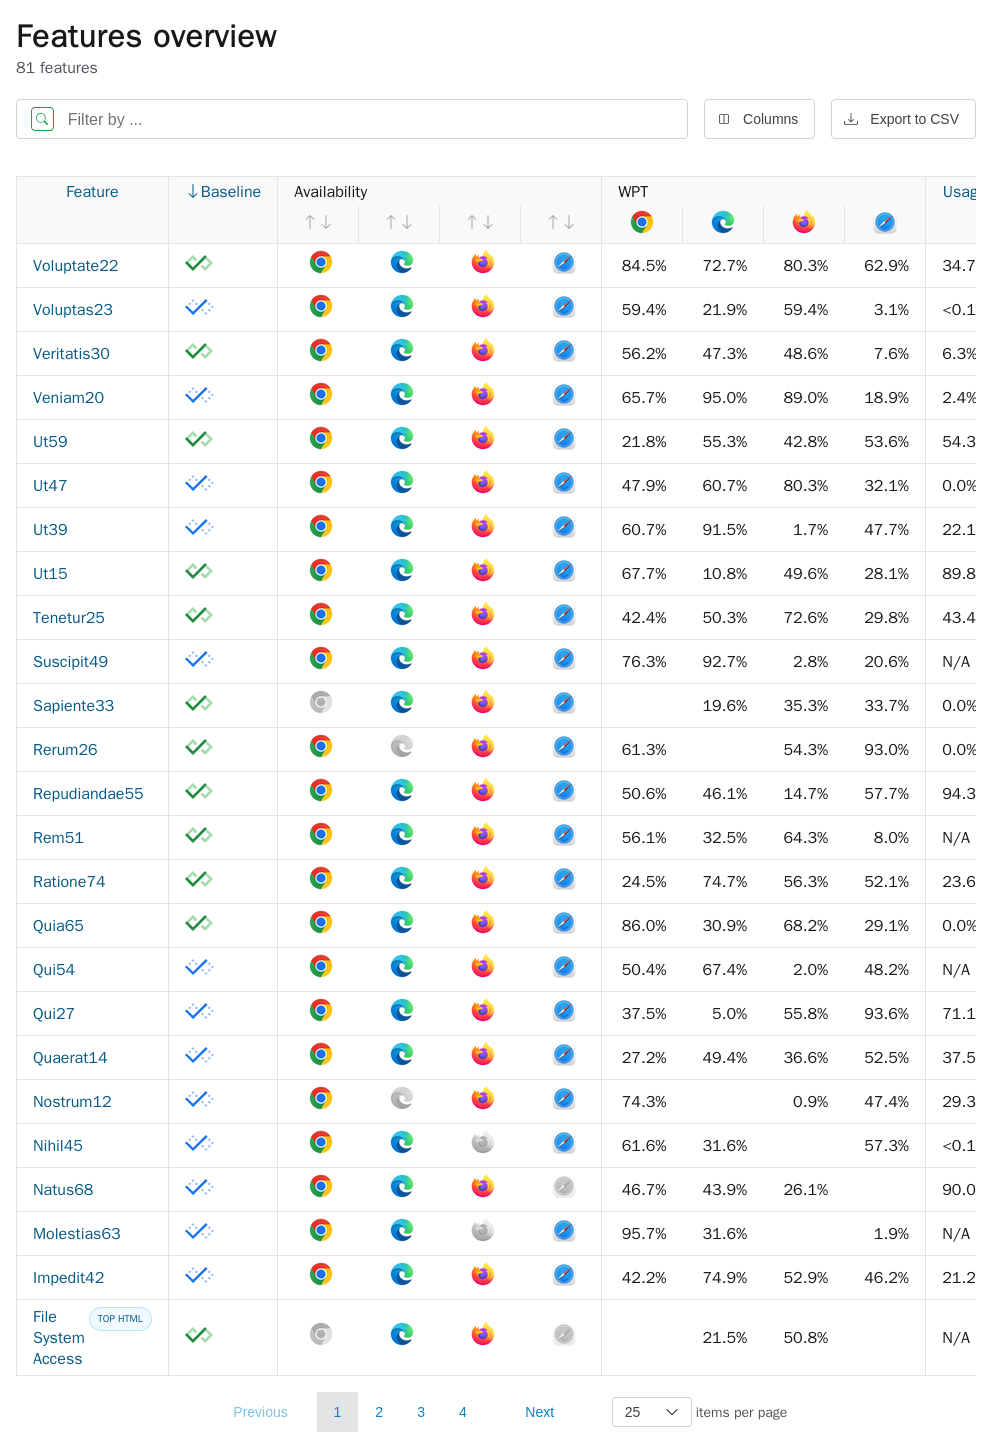 Features overview
81 features
Filter by ...
Columns
Export to CSV
Feature Baseline Availability WPT Usag
Voluptate22 84.5% 72.7% 80.3% 62.9% 34.7
Voluptas23 59.4% 21.9% 59.4% 3.1% <0.1
Veritatis30 56.2% 47.3% 48.6% 7.6% 6.3%
Veniam20 65.7% 95.0% 89.0% 18.9% 2.4%
Ut59 21.8% 55.3% 42.8% 53.6% 54.3
Ut47 47.9% 60.7% 80.3% 32.1% 0.0%
Ut39 60.7% 91.5% 1.7% 47.7% 22.1
Ut15 67.7% 10.8% 49.6% 28.1% 89.8
Tenetur25 42.4% 50.3% 72.6% 29.8% 43.4
Suscipit49 76.3% 92.7% 2.8% 20.6% N/A
Sapiente33 19.6% 35.3% 33.7% 0.0%
Rerum26 61.3% 54.3% 93.0% 0.0%
Repudiandae55 50.6% 46.1% 14.7% 57.7% 94.3
Rem51 56.1% 32.5% 64.3% 8.0% N/A
Ratione74 24.5% 74.7% 56.3% 52.1% 23.6
Quia65 86.0% 30.9% 68.2% 29.1% 0.0%
Qui54 50.4% 67.4% 2.0% 48.2% N/A
Qui27 37.5% 5.0% 55.8% 93.6% 71.1
Quaerat14 27.2% 49.4% 36.6% 52.5% 37.5
Nostrum12 74.3% 0.9% 47.4% 29.3
Nihil45 61.6% 31.6% 57.3% <0.1
Natus68 46.7% 43.9% 26.1% 90.0
Molestias63 95.7% 31.6% 1.9% N/A
Impedit42 42.2% 74.9% 52.9% 46.2% 21.2
File TOP HTML
System 21.5% 50.8% N/A
Access
Previous 1 2 3 4 Next 25 items per page